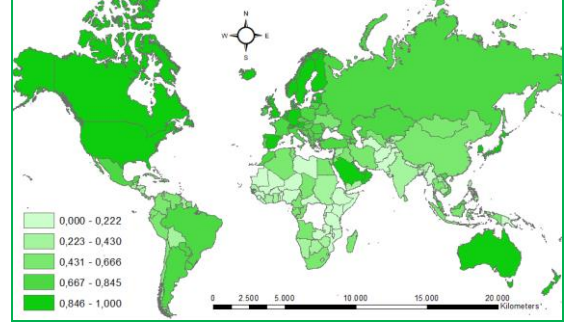 N
W E
S
0,000 - 0,222
0,223 - 0,430
0,431 - 0,666
0,667 - 0,845
0,846 - 1,000
0 2.500 5.000 10.000 15.000 20.000
Kilometers